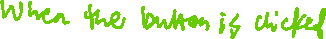 When the button is clicked